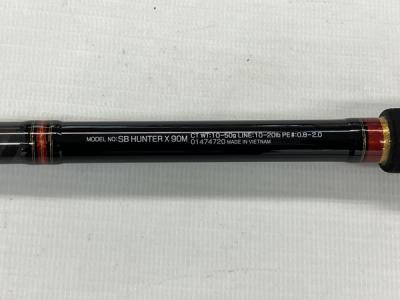 MODEL NO:SB HUNTER X 90M
CT WT:10-50g LINE:10-20lb PE#:0.8-2.0
01474720 MADE IN VIETNAM